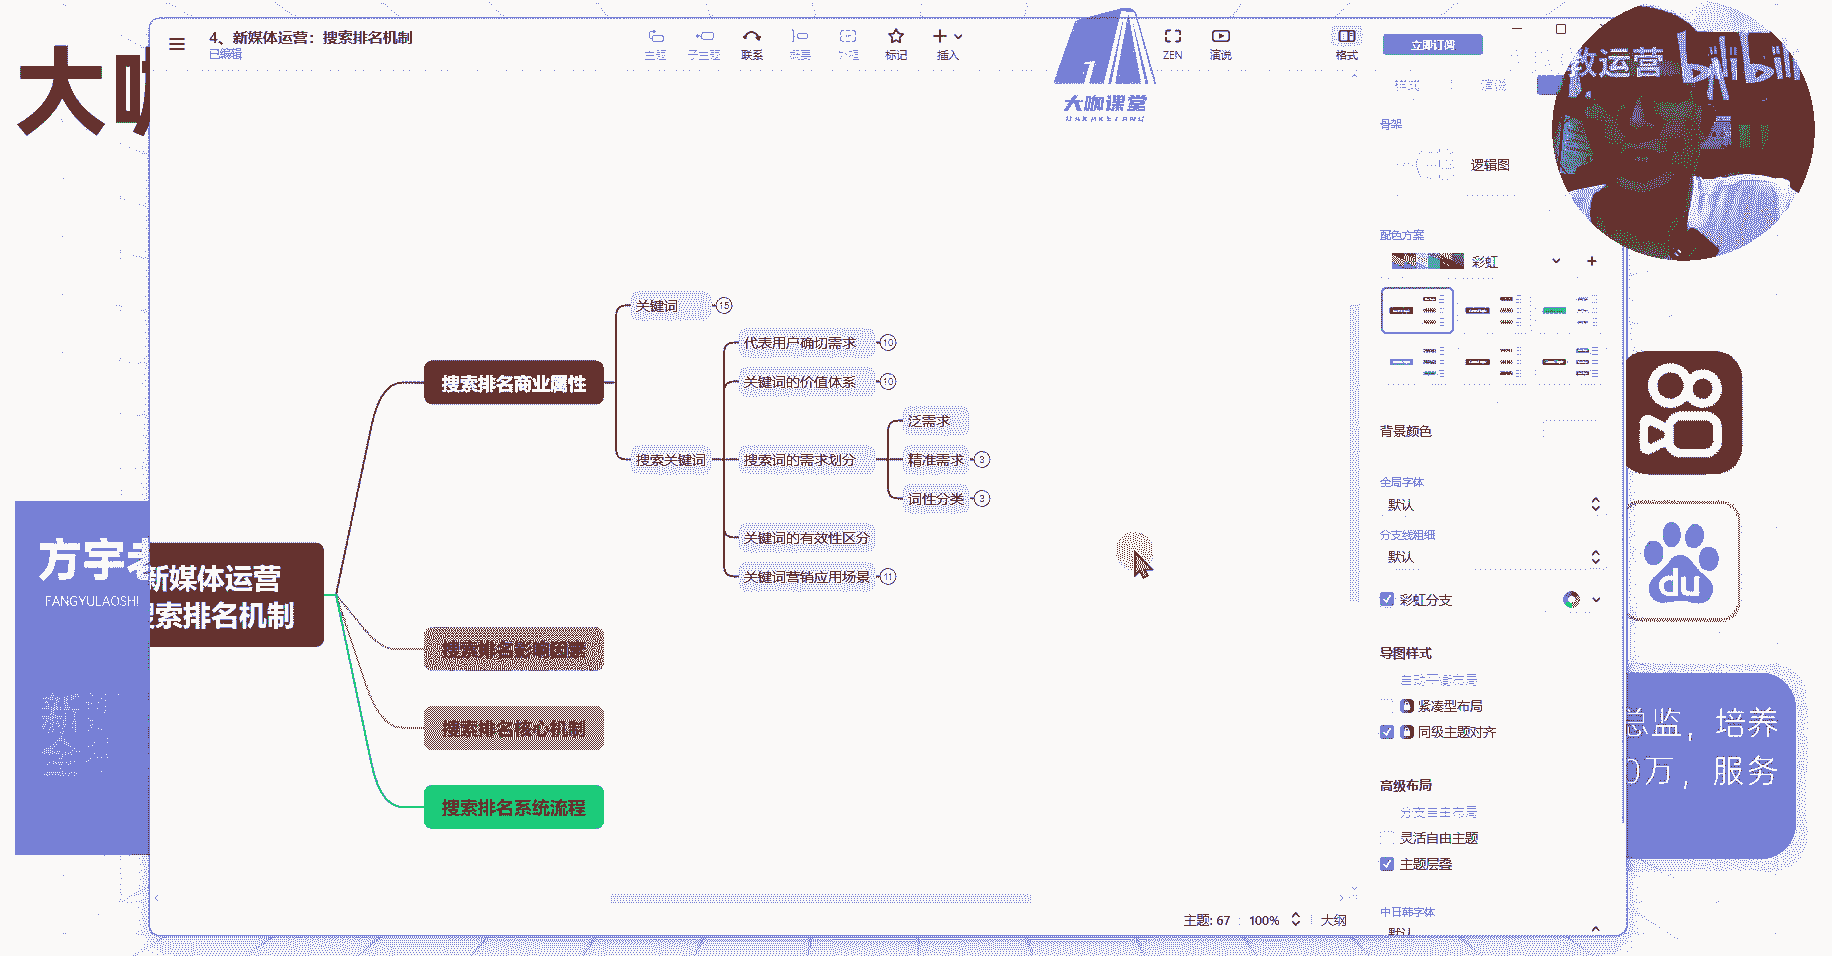 4、新媒体运营：搜索排名机制
已编辑
主题
子主题
联系
概要
外框
标记
插入
ZEN
演说
格式
立即订阅
大咖课堂
DAKAKETANG
教运营
bilibili
样式
演说
大咖
骨架
逻辑图
配色方案
彩虹
背景颜色
全局字体
默认
分支线粗细
默认
彩虹分支
导图样式
自动平衡布局
紧凑型布局
同级主题对齐
高级布局
分支自由布局
灵活自由主题
主题层叠
中日韩字体
默认
关键词
15
代表用户确切需求
10
关键词的价值体系
10
搜索排名商业属性
泛需求
搜索关键词
搜索词的需求划分
精准需求
3
词性分类
3
关键词的有效性区分
关键词营销应用场景
11
新媒体运营
搜索排名机制
搜索排名影响因素
搜索排名核心机制
搜索排名系统流程
方宇老
FANGYULAOSHI
du
总监，培养
0万，服务
主题: 67
100%
大纲